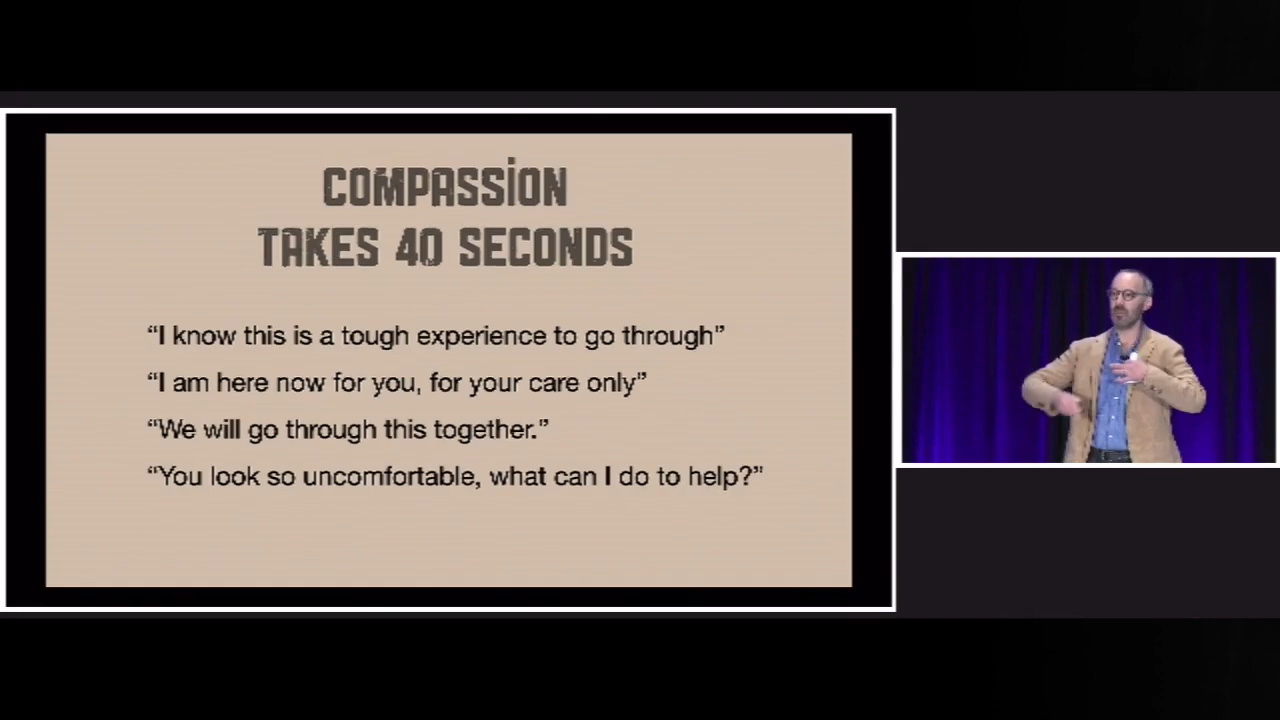 COMPASSION
TAKES 40 SECONDS
“I know this is a tough experience to go through”
“I am here now for you, for your care only”
“We will go through this together.”
“You look so uncomfortable, what can I do to help?”